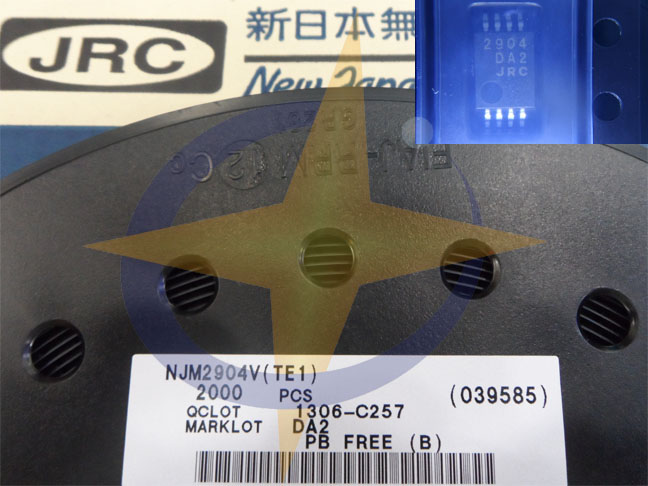 JRC
新日本無
New Japa
2904
DA2
JRC
NJM2904V(TE1)
2000 PCS
(039585)
QCLOT 1306-C257
MARKLOT DA2
PB FREE (B)